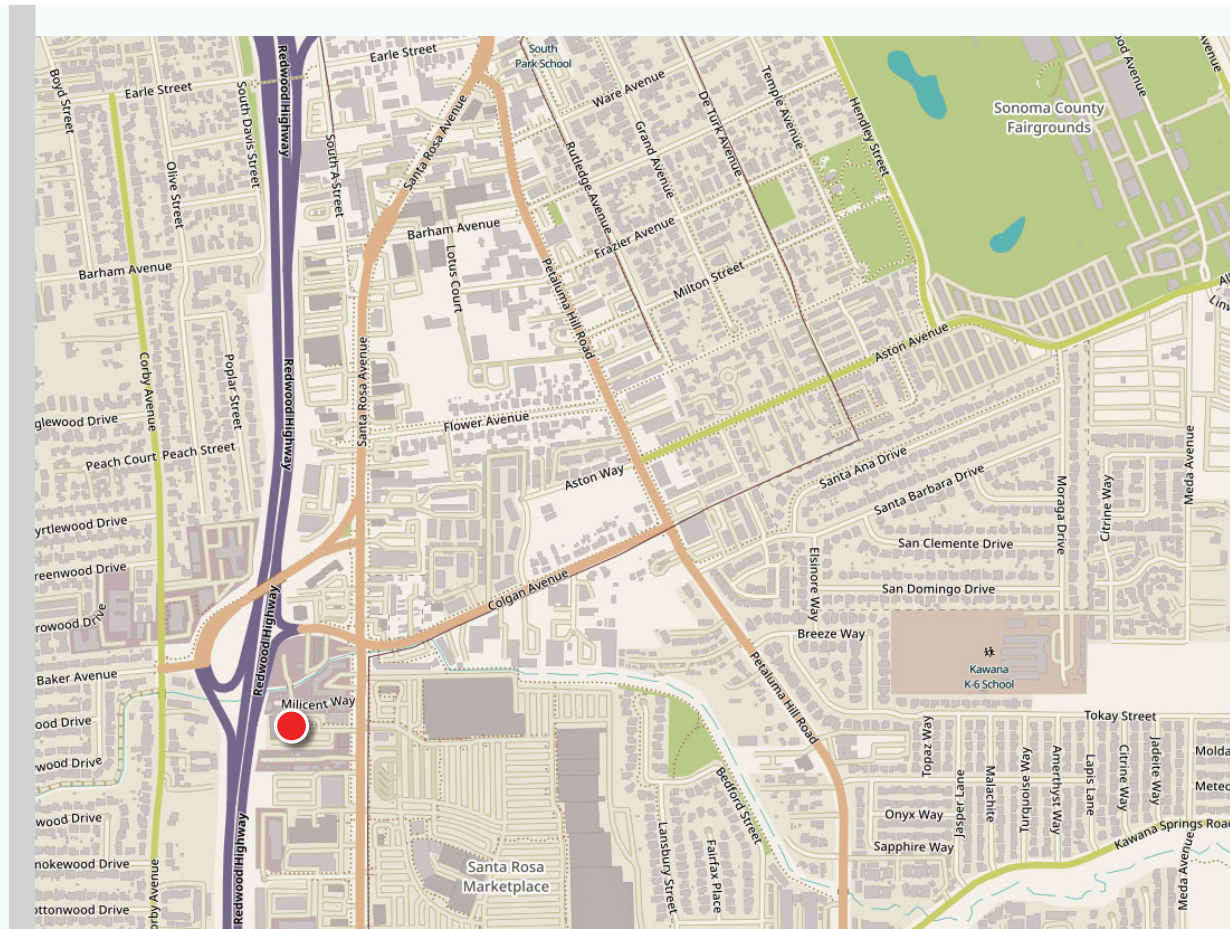 Earle Street
South
Park School
Boyd Street
Earle Street
South Davis Street
Redwood Highway
South A Street
Santa Rosa Avenue
Ware Avenue
De Turk Avenue
Temple Avenue
Hendley Street
Sonoma County
Fairgrounds
ood Avenue
Avenue
Olive Street
Rutledge Avenue
Grand Avenue
Barham Avenue
Frazier Avenue
Barham Avenue
Lotus Court
Petaluma Hill Road
Milton Street
Aston Avenue
Linw
Corby Avenue
Poplar Street
Redwood Highway
Santa Rosa Avenue
glewood Drive
Flower Avenue
Peach Court
Peach Street
Aston Way
Santa Ana Drive
Santa Barbara Drive
Moraga Drive
Citrine Way
Meda Avenue
yrtlewood Drive
San Clemente Drive
reenwood Drive
Elsinore Way
Colgan Avenue
San Domingo Drive
rowood Drive
Redwood Highway
Breeze Way
Kawana
K-6 School
Baker Avenue
Petaluma Hill Road
Milicent Way
Tokay Street
ood Drive
Topaz Way
Jasper Lane
Malachite
Turquoise Way
Amerthyst Way
Lapis Lane
Citrine Way
Jadeite Way
Molda
wood Drive
Meteo
Bedford Street
wood Drive
Redwood Highway
Onyx Way
Kawana Springs Road
Lansbury Street
Fairfax Place
Sapphire Way
nokewood Drive
Santa Rosa
Marketplace
orby Avenue
Meda Avenue
ottonwood Drive